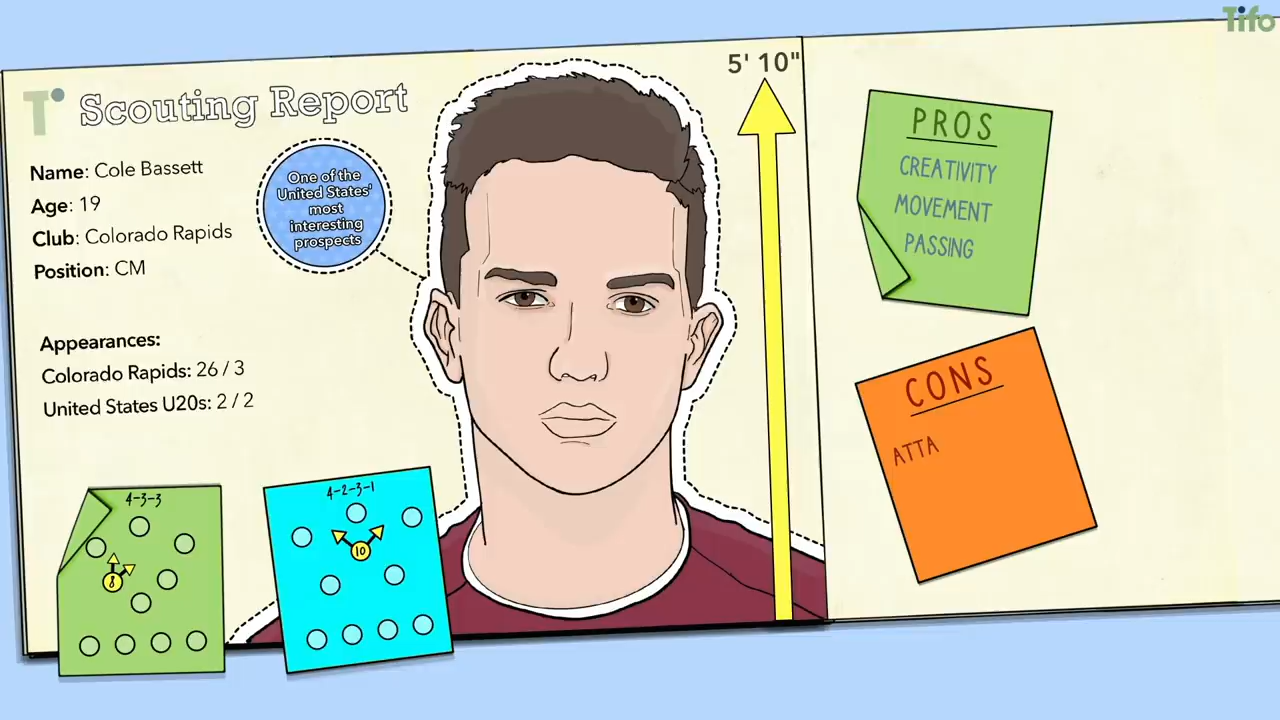 Tifo
T Scouting Report
Name: Cole Bassett
Age: 19
Club: Colorado Rapids
Position: CM
Appearances:
Colorado Rapids: 26 / 3
United States U20s: 2 / 2
One of the
United States'
most
interesting
prospects
5' 10"
4-3-3
8
4-2-3-1
10
PROS
CREATIVITY
MOVEMENT
PASSING
CONS
ATTA